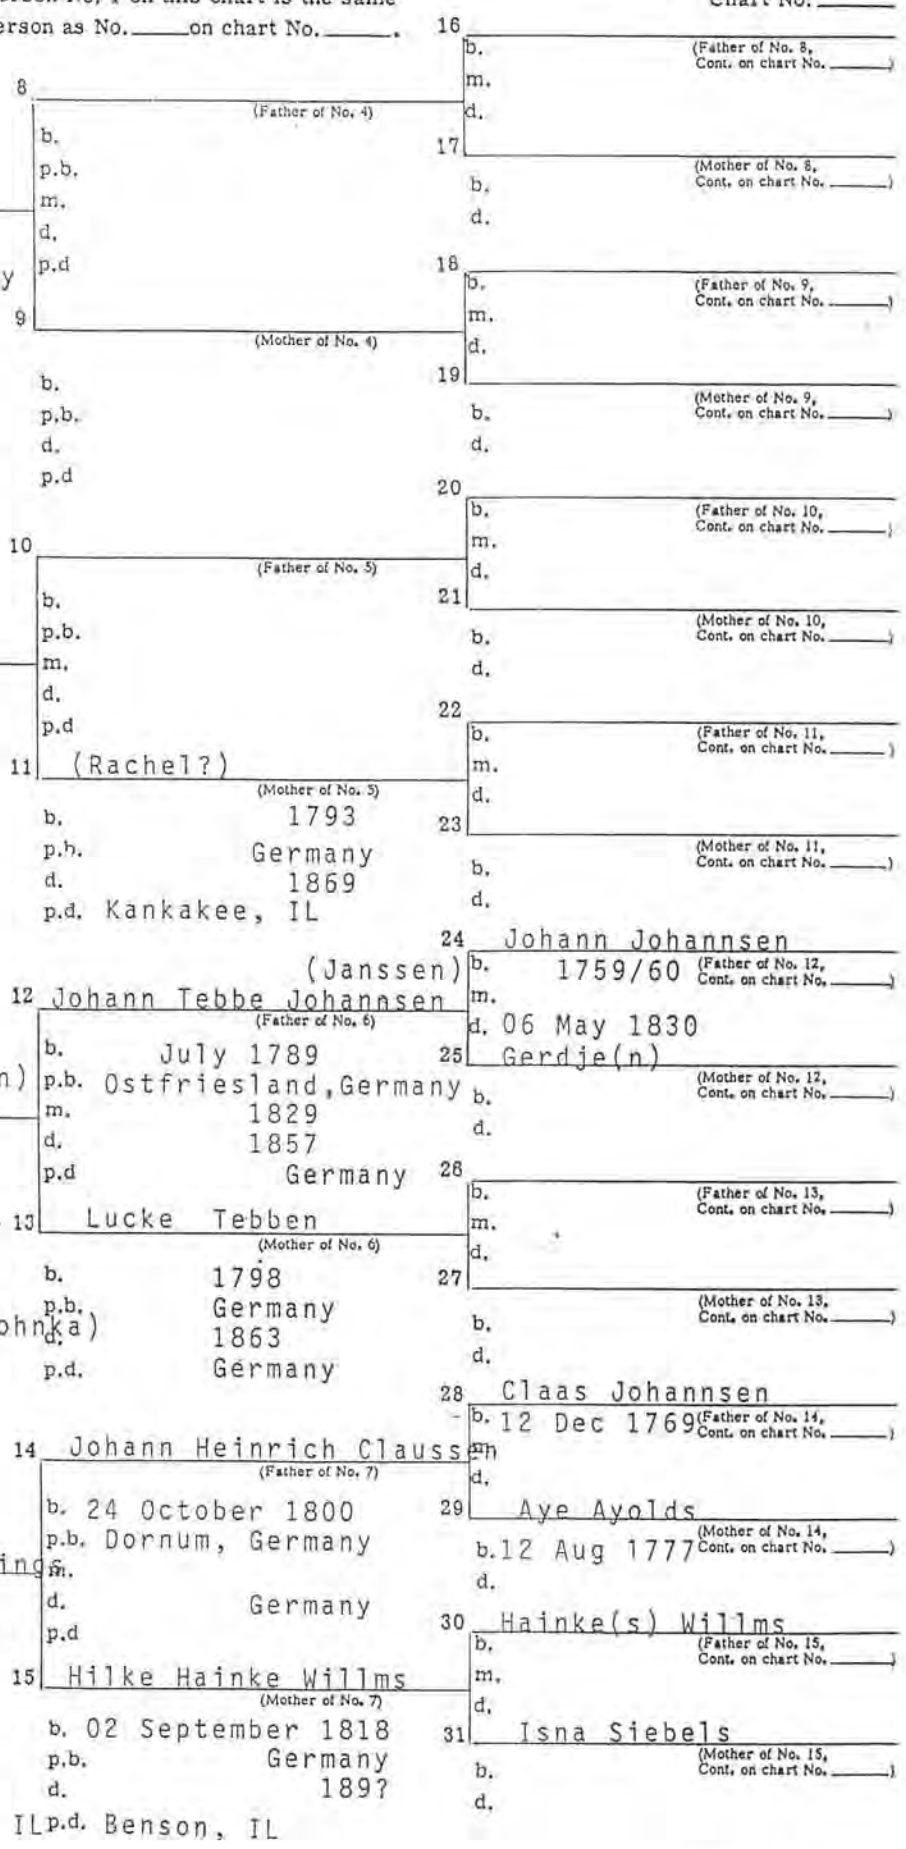 Chart No.
erson as No. on chart No. .
16
b. (Father of No. 8,
Cont. on chart No. )
m.
8
(Father of No. 4)
d.
b.
17
p.b.
(Mother of No. 8,
Cont. on chart No. )
b.
m.
d.
d.
p.d
18
y
b. (Father of No. 9,
Cont. on chart No. )
9
m.
(Mother of No. 4)
d.
19
b.
(Mother of No. 9,
Cont. on chart No. )
p.b.
b.
d.
d.
p.d
20
b. (Father of No. 10,
Cont. on chart No. )
10
m.
(Father of No. 5)
d.
21
b.
(Mother of No. 10,
Cont. on chart No. )
p.b.
b.
m.
d.
d.
22
p.d
b. (Father of No. 11,
Cont. on chart No. )
11 (Rachel?)
m.
(Mother of No. 5)
d.
b. 1793
23
p.b. Germany
(Mother of No. 11,
Cont. on chart No. )
b.
d. 1869
d.
p.d. Kankakee, IL
24 Johann Johannsen
(Janssen)
b. 1759/60 (Father of No. 12,
Cont. on chart No. )
12 Johann Tebbe Johannsen
m.
(Father of No. 6)
d. 06 May 1830
b. July 1789
25 Gerdje(n)
n)
p.b. Ostfriesland,Germany
(Mother of No. 12,
Cont. on chart No. )
b.
m. 1829
d.
d. 1857
p.d Germany
28
b. (Father of No. 13,
Cont. on chart No. )
13 Lucke Tebben
m.
(Mother of No. 6)
d.
b. 1798
27
p.b. Germany
(Mother of No. 13,
Cont. on chart No. )
ohnka)
b.
d. 1863
d.
p.d. Germany
28 Claas Johannsen
b. 12 Dec 1769 (Father of No. 14,
Cont. on chart No. )
14 Johann Heinrich Claussen
m.
(Father of No. 7)
d.
b. 24 October 1800
29 Aye Ayolds
p.b. Dornum, Germany
(Mother of No. 14,
Cont. on chart No. )
b. 12 Aug 1777
ings
m.
d.
d. Germany
30 Hainke(s) Willms
p.d
b. (Father of No. 15,
Cont. on chart No. )
15 Hilke Hainke Willms
m.
(Mother of No. 7)
d.
b. 02 September 1818
31 Isna Siebels
p.b. Germany
(Mother of No. 15,
Cont. on chart No. )
b.
d. 189?
d.
IL
p.d. Benson, IL